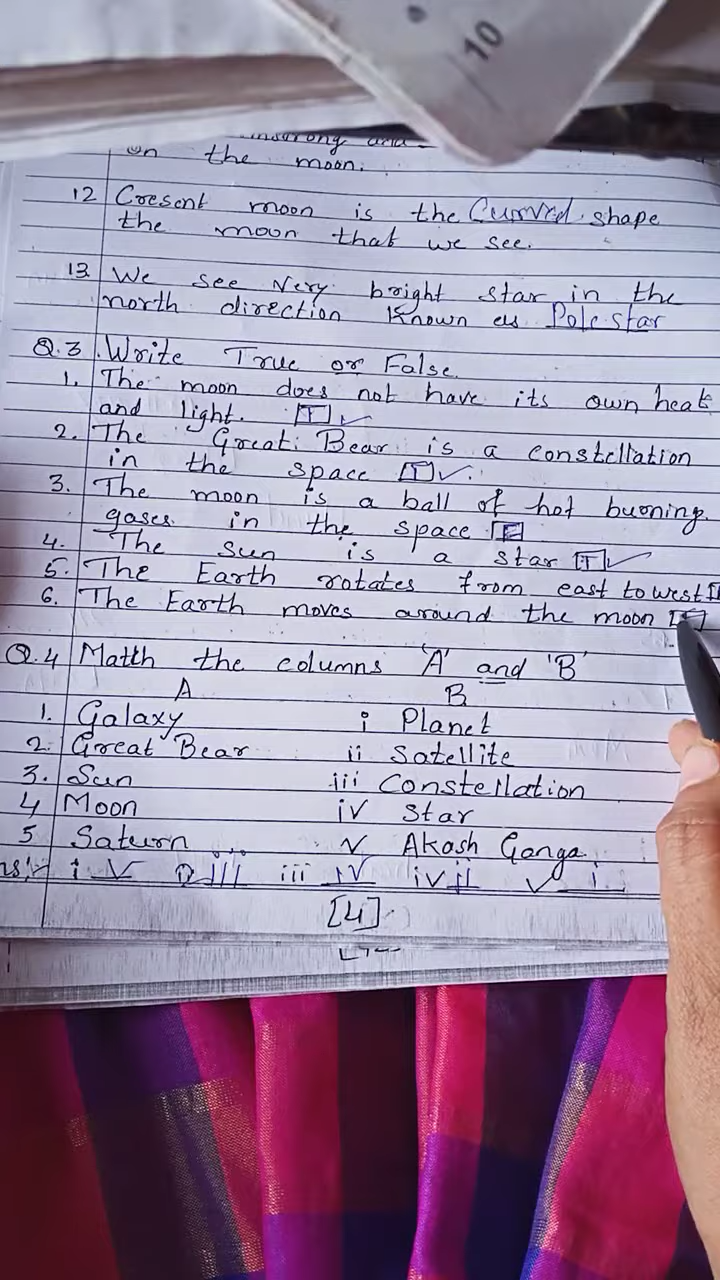 10
on the moon.
12 Cresent moon is the Curved shape
the moon that we see.
13 We see very bright star in the
north direction known as Pole star
Q.3 Write True or False
1. The moon does not have its own heat
and light. [T] ✓
2. The Great Bear is a constellation
in the space [T] ✓
3. The moon is a ball of hot burning
gases in the space [F]
4. The sun is a star [T] ✓
5. The Earth rotates from east to west
6. The Earth moves around the moon
Q.4 Match the columns 'A' and 'B'
A B
1. Galaxy i Planet
2. Great Bear ii Satellite
3. Sun iii Constellation
4 Moon iv Star
5 Saturn v Akash Ganga
ns:- i V iii iii IV iv ii v i
[4]